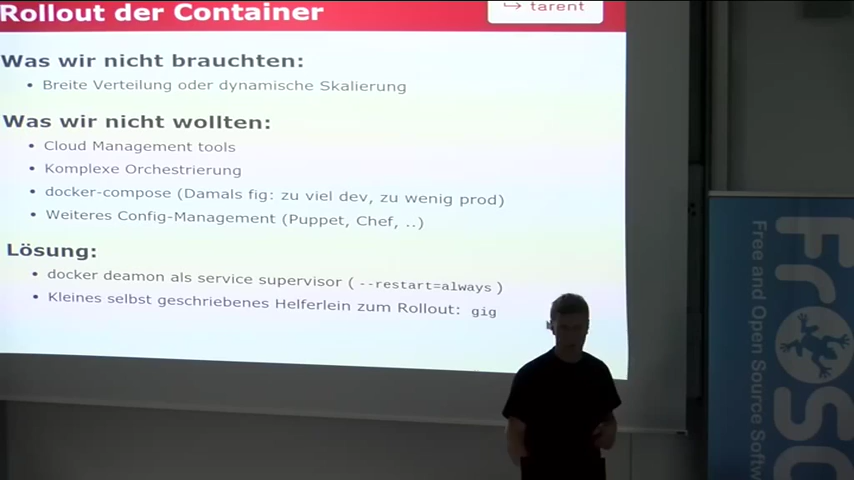 Rollout der Container
tarent
Was wir nicht brauchten:
• Breite Verteilung oder dynamische Skalierung
Was wir nicht wollten:
• Cloud Management tools
• Komplexe Orchestrierung
• docker-compose (Damals fig: zu viel dev, zu wenig prod)
• Weiteres Config-Management (Puppet, Chef, ..)
Lösung:
• docker deamon als service supervisor ( --restart=always )
• Kleines selbst geschriebenes Helferlein zum Rollout: gig
Free and Open Source
FrOSC